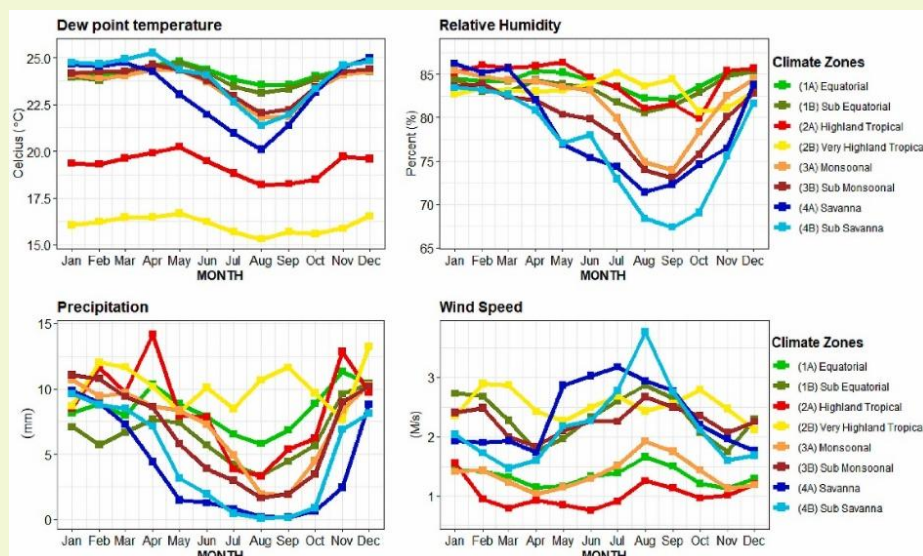 Dew point temperature
Celcius (°C)
25.0
22.5
20.0
17.5
15.0
Jan Feb Mar Apr May Jun Jul Aug Sep Oct Nov Dec
MONTH
Relative Humidity
Percent (%)
85
80
75
70
65
Jan Feb Mar Apr May Jun Jul Aug Sep Oct Nov Dec
MONTH
Climate Zones
(1A) Equatorial
(1B) Sub Equatorial
(2A) Highland Tropical
(2B) Very Highland Tropica
(3A) Monsoonal
(3B) Sub Monsoonal
(4A) Savanna
(4B) Sub Savanna
Precipitation
(mm)
15
10
5
0
Jan Feb Mar Apr May Jun Jul Aug Sep Oct Nov Dec
MONTH
Wind Speed
(M/s)
3
2
1
Jan Feb Mar Apr May Jun Jul Aug Sep Oct Nov Dec
MONTH
Climate Zones
(1A) Equatorial
(1B) Sub Equatorial
(2A) Highland Tropical
(2B) Very Highland Tropica
(3A) Monsoonal
(3B) Sub Monsoonal
(4A) Savanna
(4B) Sub Savanna